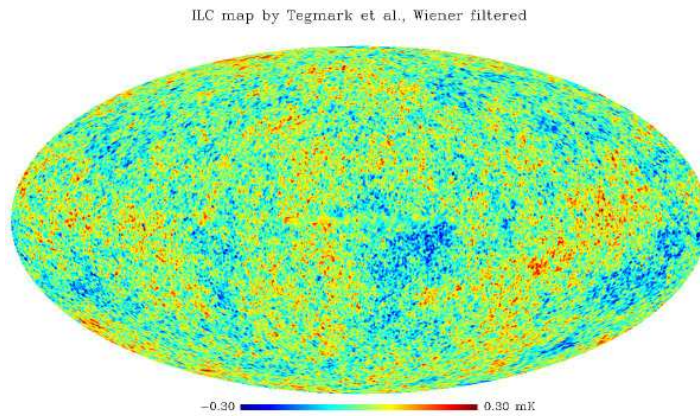 ILC map by Tegmark et al., Wiener filtered
−0.30 0.30 mK